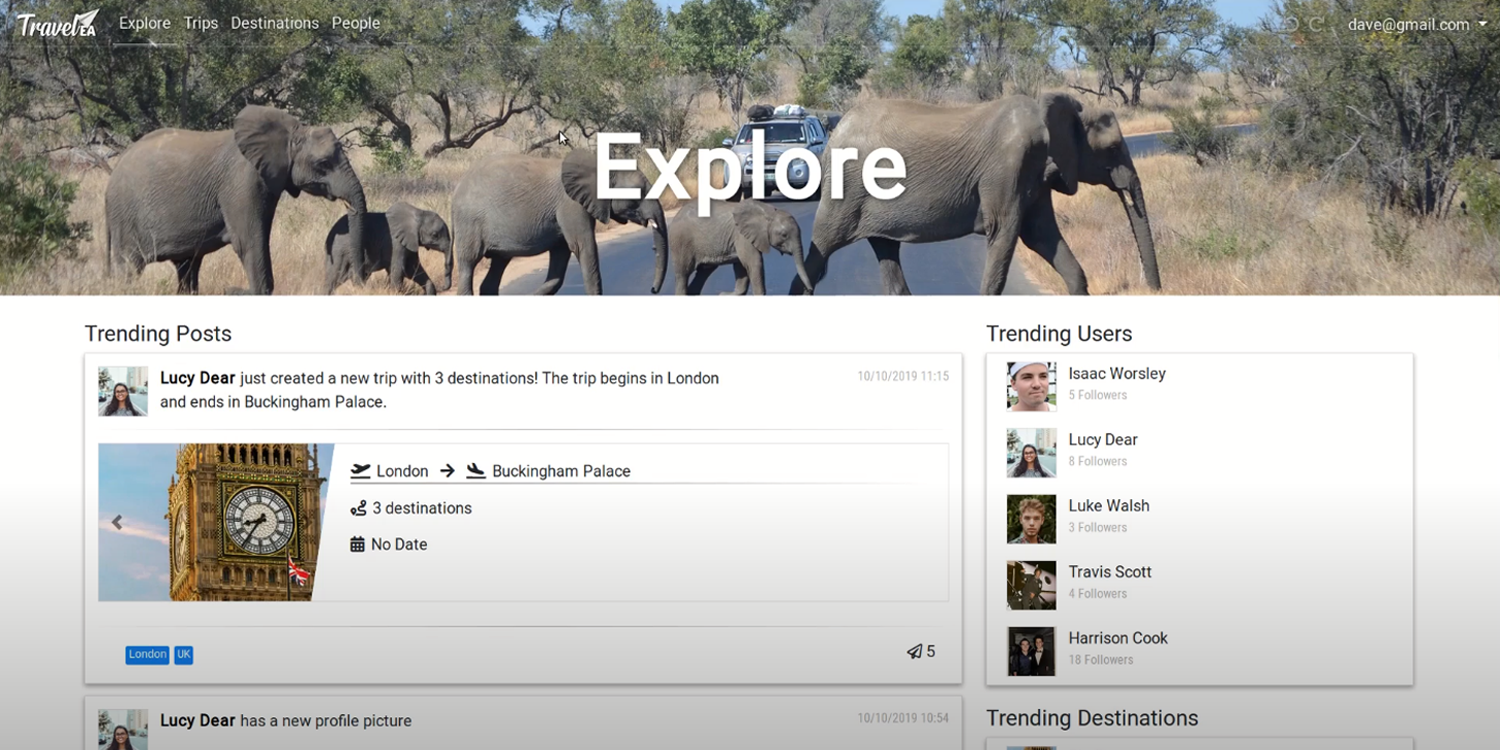 TravelEA Explore Trips Destinations People dave@gmail.com
Explore
Trending Posts
Lucy Dear just created a new trip with 3 destinations! The trip begins in London
and ends in Buckingham Palace.
10/10/2019 11:15
London Buckingham Palace
3 destinations
No Date
London UK 5
Lucy Dear has a new profile picture 10/10/2019 10:54
Trending Users
Isaac Worsley
5 Followers
Lucy Dear
8 Followers
Luke Walsh
3 Followers
Travis Scott
4 Followers
Harrison Cook
18 Followers
Trending Destinations